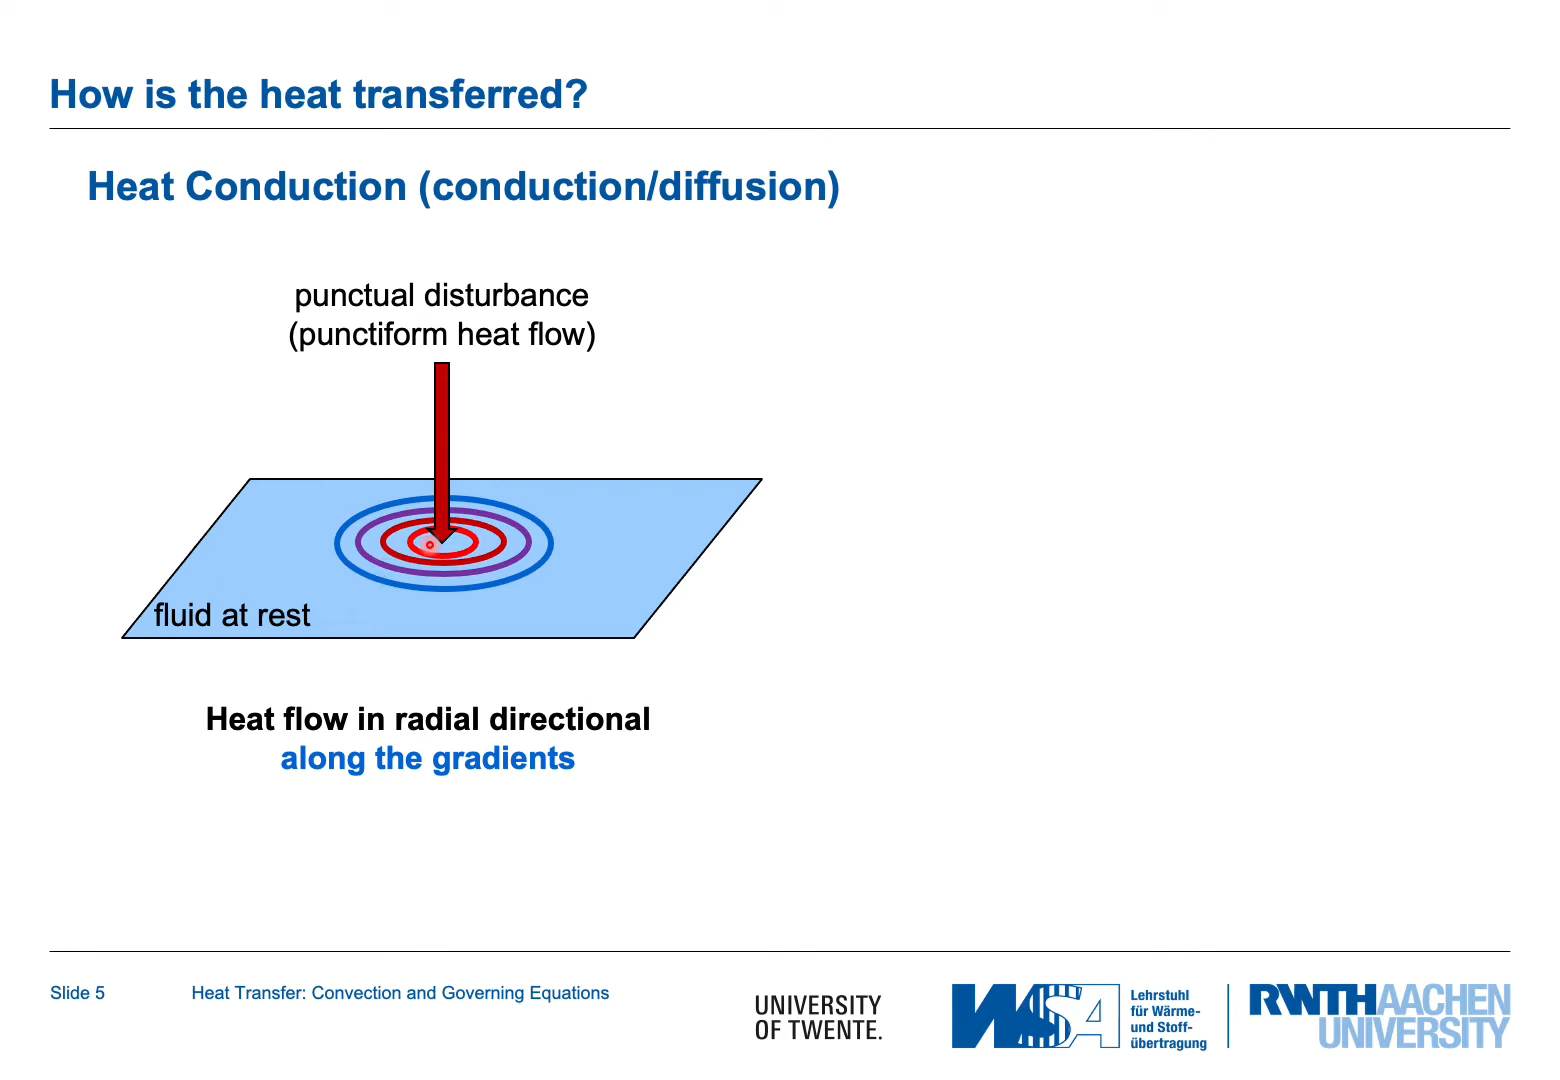 How is the heat transferred?
Heat Conduction (conduction/diffusion)
punctual disturbance
(punctiform heat flow)
fluid at rest
Heat flow in radial directional
along the gradients
Slide 5
Heat Transfer: Convection and Governing Equations
UNIVERSITY
OF TWENTE.
WSA
Lehrstuhl
für Wärme-
und Stoff-
übertragung
RWTHAACHEN
UNIVERSITY